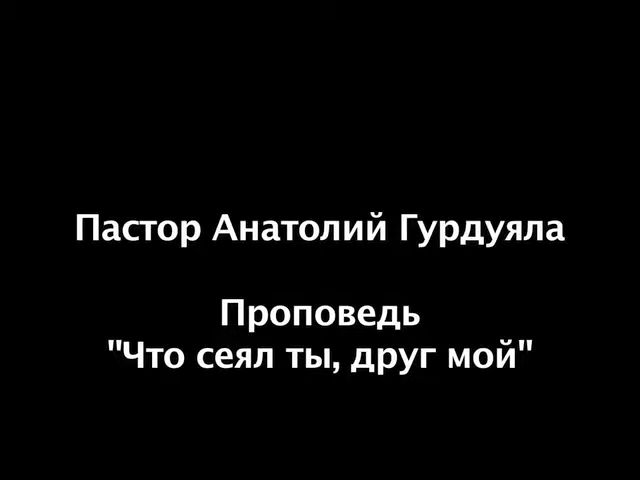 Пастор Анатолий Гурдуяла
Проповедь
"Что сеял ты, друг мой"